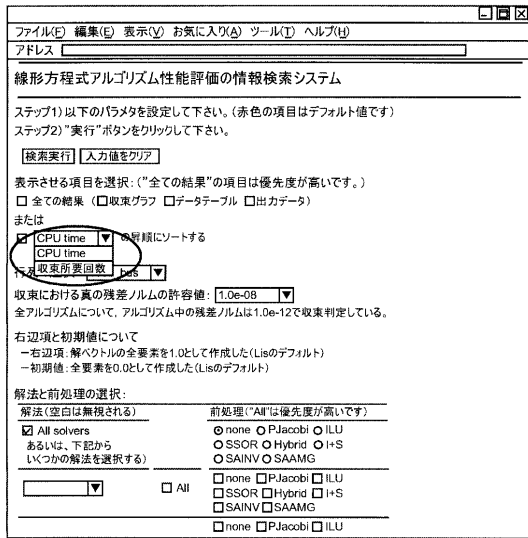 ファイル(F) 編集(E) 表示(V) お気に入り(A) ツール(T) ヘルプ(H)
アドレス
線形方程式アルゴリズム性能評価の情報検索システム
ステップ1)以下のパラメタを設定して下さい。(赤色の項目はデフォルト値です)
ステップ2)"実行"ボタンをクリックして下さい。
検索実行 入力値をクリア
表示させる項目を選択:("全ての結果"の項目は優先度が高いです。)
□ 全ての結果 (□収束グラフ □データテーブル □出力データ)
または
CPU time ▼ の昇順にソートする
CPU time
収束所要回数
bus ▼
収束における真の残差ノルムの許容値: 1.0e-08 ▼
全アルゴリズムについて, アルゴリズム中の残差ノルムは1.0e-12で収束判定している。
右辺項と初期値について
-右辺項:解ベクトルの全要素を1.0として作成した(Lisのデフォルト)
-初期値:全要素を0.0として作成した(Lisのデフォルト)
解法と前処理の選択:
解法(空白は無視される) 前処理("All"は優先度が高いです)
☑ All solvers ⊙ none ○ PJacobi ○ ILU
あるいは、下記から ○ SSOR ○ Hybrid ○ I+S
いくつかの解法を選択する) ○ SAINV ○ SAAMG
▼ □ All □ none □ PJacobi □ ILU
□ SSOR □ Hybrid □ I+S
□ SAINV □ SAAMG
□ none □ PJacobi □ ILU